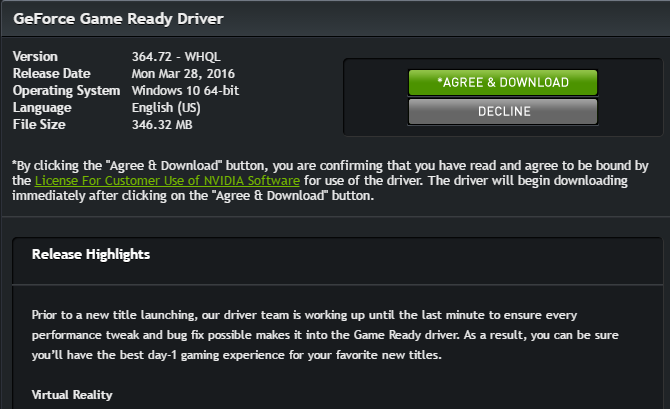 GeForce Game Ready Driver
Version 364.72 - WHQL
Release Date Mon Mar 28, 2016
Operating System Windows 10 64-bit
Language English (US)
File Size 346.32 MB
*AGREE & DOWNLOAD
DECLINE
*By clicking the "Agree & Download" button, you are confirming that you have read and agree to be bound by
the License For Customer Use of NVIDIA Software for use of the driver. The driver will begin downloading
immediately after clicking on the "Agree & Download" button.
Release Highlights
Prior to a new title launching, our driver team is working up until the last minute to ensure every
performance tweak and bug fix possible makes it into the Game Ready driver. As a result, you can be sure
you’ll have the best day-1 gaming experience for your favorite new titles.
Virtual Reality